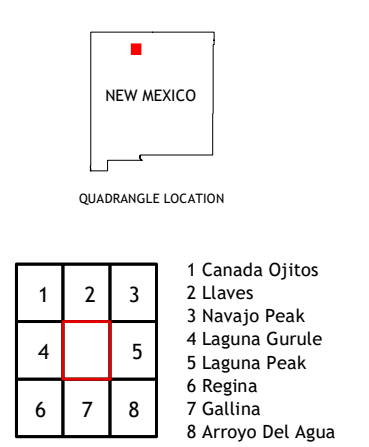 NEW MEXICO
QUADRANGLE LOCATION
1 2 3
4 5
6 7 8
1 Canada Ojitos
2 Llaves
3 Navajo Peak
4 Laguna Gurule
5 Laguna Peak
6 Regina
7 Gallina
8 Arroyo Del Agua